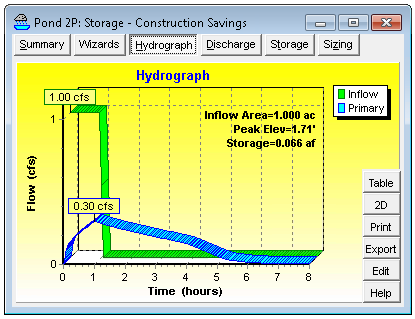 Pond 2P: Storage - Construction Savings
Summary Wizards Hydrograph Discharge Storage Sizing
Hydrograph
1.00 cfs
Inflow
Primary
Inflow Area=1.000 ac
Peak Elev=1.71'
Storage=0.066 af
1
Flow (cfs)
0.30 cfs
0
0 1 2 3 4 5 6 7 8
Time (hours)
Table
2D
Print
Export
Edit
Help